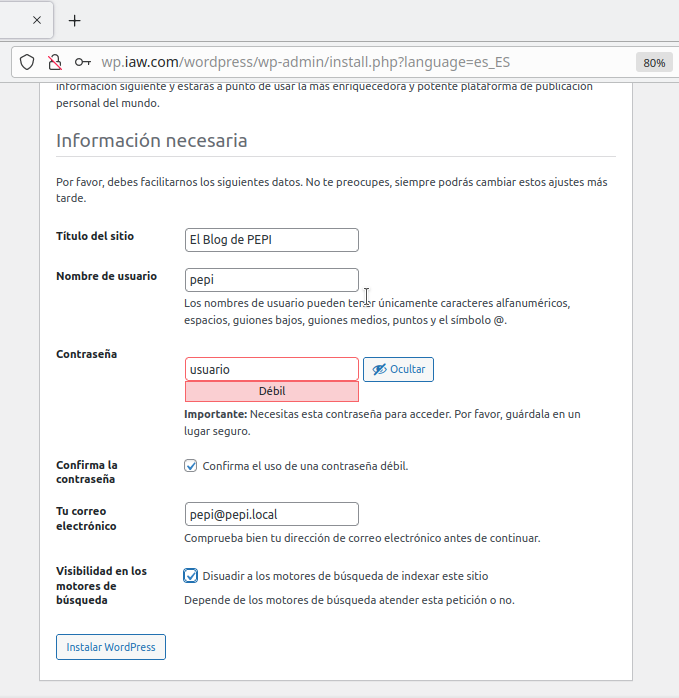 wp.iaw.com/wordpress/wp-admin/install.php?language=es_ES
80%
información siguiente y estarás a punto de usar la más enriquecedora y potente plataforma de publicación
personal del mundo.
Información necesaria
Por favor, debes facilitarnos los siguientes datos. No te preocupes, siempre podrás cambiar estos ajustes más
tarde.
Título del sitio
El Blog de PEPI
Nombre de usuario
pepi
Los nombres de usuario pueden tener únicamente caracteres alfanuméricos,
espacios, guiones bajos, guiones medios, puntos y el símbolo @.
Contraseña
usuario
Ocultar
Débil
Importante: Necesitas esta contraseña para acceder. Por favor, guárdala en un
lugar seguro.
Confirma la
contraseña
Confirma el uso de una contraseña débil.
Tu correo
electrónico
pepi@pepi.local
Comprueba bien tu dirección de correo electrónico antes de continuar.
Visibilidad en los
motores de
búsqueda
Disuadir a los motores de búsqueda de indexar este sitio
Depende de los motores de búsqueda atender esta petición o no.
Instalar WordPress